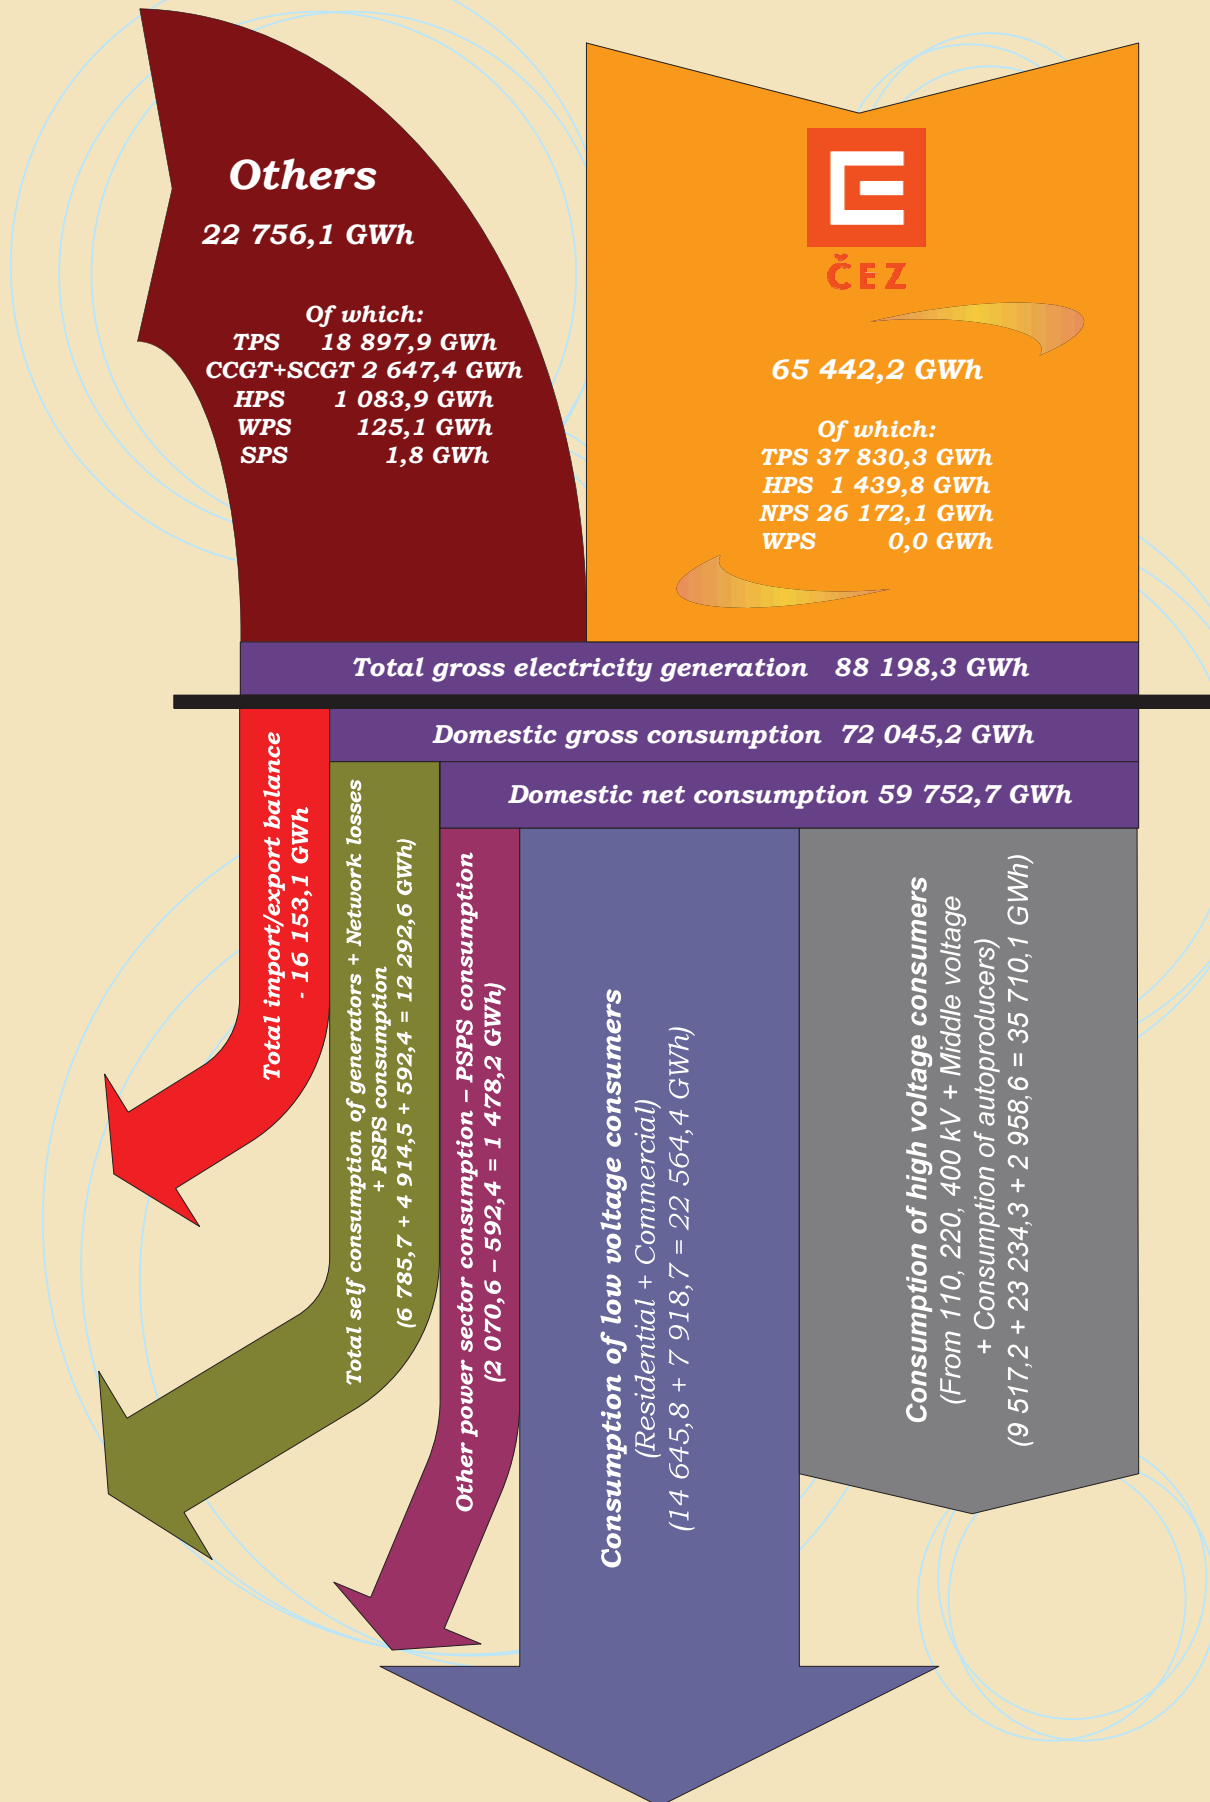 Others
22 756,1 GWh
Of which:
TPS 18 897,9 GWh
CCGT+SCGT 2 647,4 GWh
HPS 1 083,9 GWh
WPS 125,1 GWh
SPS 1,8 GWh
ČEZ
65 442,2 GWh
Of which:
TPS 37 830,3 GWh
HPS 1 439,8 GWh
NPS 26 172,1 GWh
WPS 0,0 GWh
Total gross electricity generation 88 198,3 GWh
Domestic gross consumption 72 045,2 GWh
Domestic net consumption 59 752,7 GWh
Total import/export balance
- 16 153,1 GWh
Total self consumption of generators + Network losses
+ PSPS consumption
(6 785,7 + 4 914,5 + 592,4 = 12 292,6 GWh)
Other power sector consumption – PSPS consumption
(2 070,6 – 592,4 = 1 478,2 GWh)
Consumption of low voltage consumers
(Residential + Commercial)
(14 645,8 + 7 918,7 = 22 564,4 GWh)
Consumption of high voltage consumers
(From 110, 220, 400 kV + Middle voltage
+ Consumption of autoproducers)
(9 517,2 + 23 234,3 + 2 958,6 = 35 710,1 GWh)